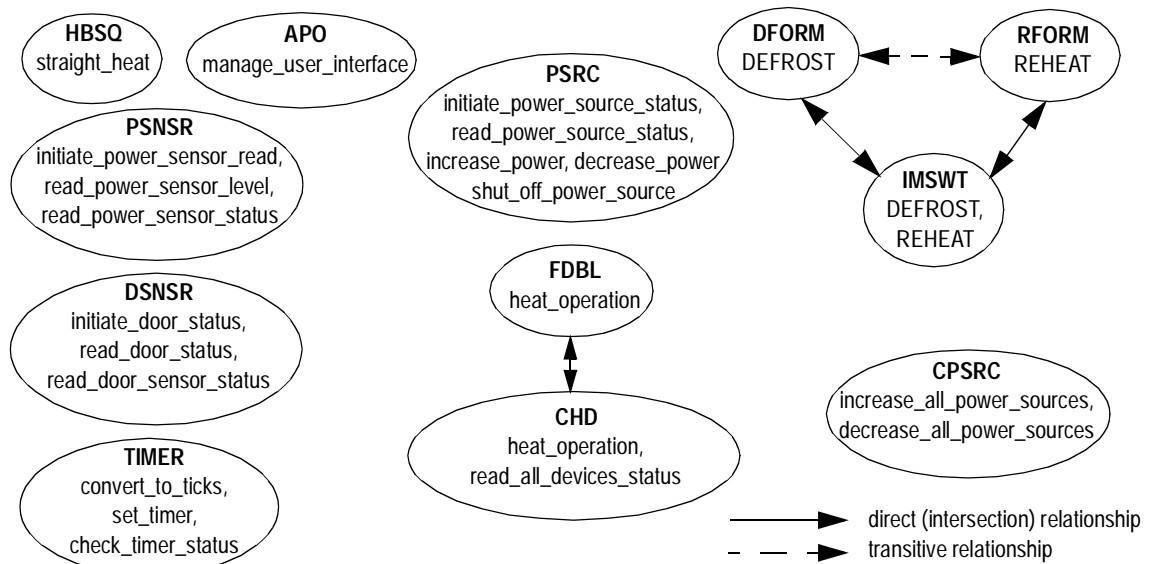 HBSQ
straight_heat
APO
manage_user_interface
PSRC
initiate_power_source_status,
read_power_source_status,
increase_power, decrease_power
shut_off_power_source
DFORM
DEFROST
RFORM
REHEAT
IMSWT
DEFROST,
REHEAT
PSNSR
initiate_power_sensor_read,
read_power_sensor_level,
read_power_sensor_status
FDBL
heat_operation
DSNSR
initiate_door_status,
read_door_status,
read_door_sensor_status
CHD
heat_operation,
read_all_devices_status
CPSRC
increase_all_power_sources,
decrease_all_power_sources
TIMER
convert_to_ticks,
set_timer,
check_timer_status
direct (intersection) relationship
transitive relationship